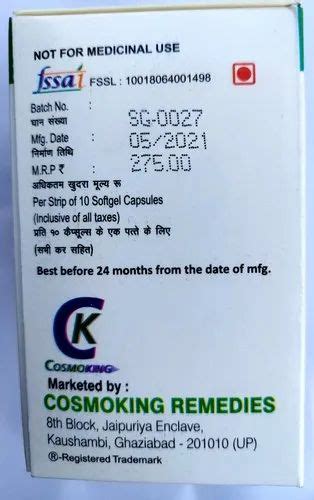 NOT FOR MEDICINAL USE
fssai FSSL : 10018064001498
Batch No. : SG-0027
घान संख्या
Mfg. Date : 05/2021
निर्माण तिथि
M.R.P ₹ : 275.00
अधिकतम खुदरा मूल्य रू
Per Strip of 10 Softgel Capsules
(Inclusive of all taxes)
प्रति १० कैप्सूल्स के एक पत्ते के लिए
(सभी कर सहित)
Best before 24 months from the date of mfg.
CK
COSMOKING
Marketed by :
COSMOKING REMEDIES
8th Block, Jaipuriya Enclave,
Kaushambi, Ghaziabad - 201010 (UP)
®-Registered Trademark